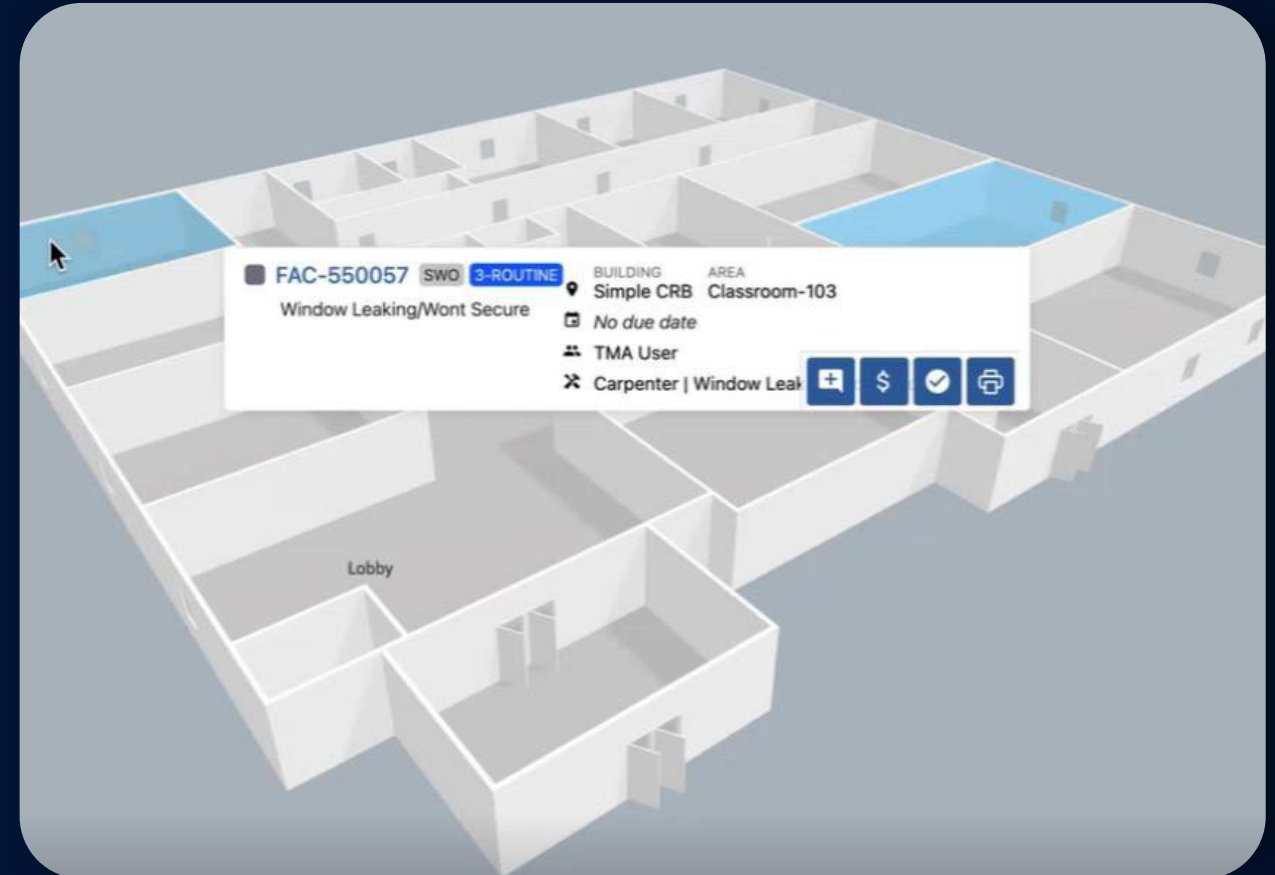 FAC-550057 SWO 3-ROUTINE
Window Leaking/Wont Secure
BUILDING AREA
Simple CRB Classroom-103
No due date
TMA User
Carpenter | Window Leak
$
Lobby